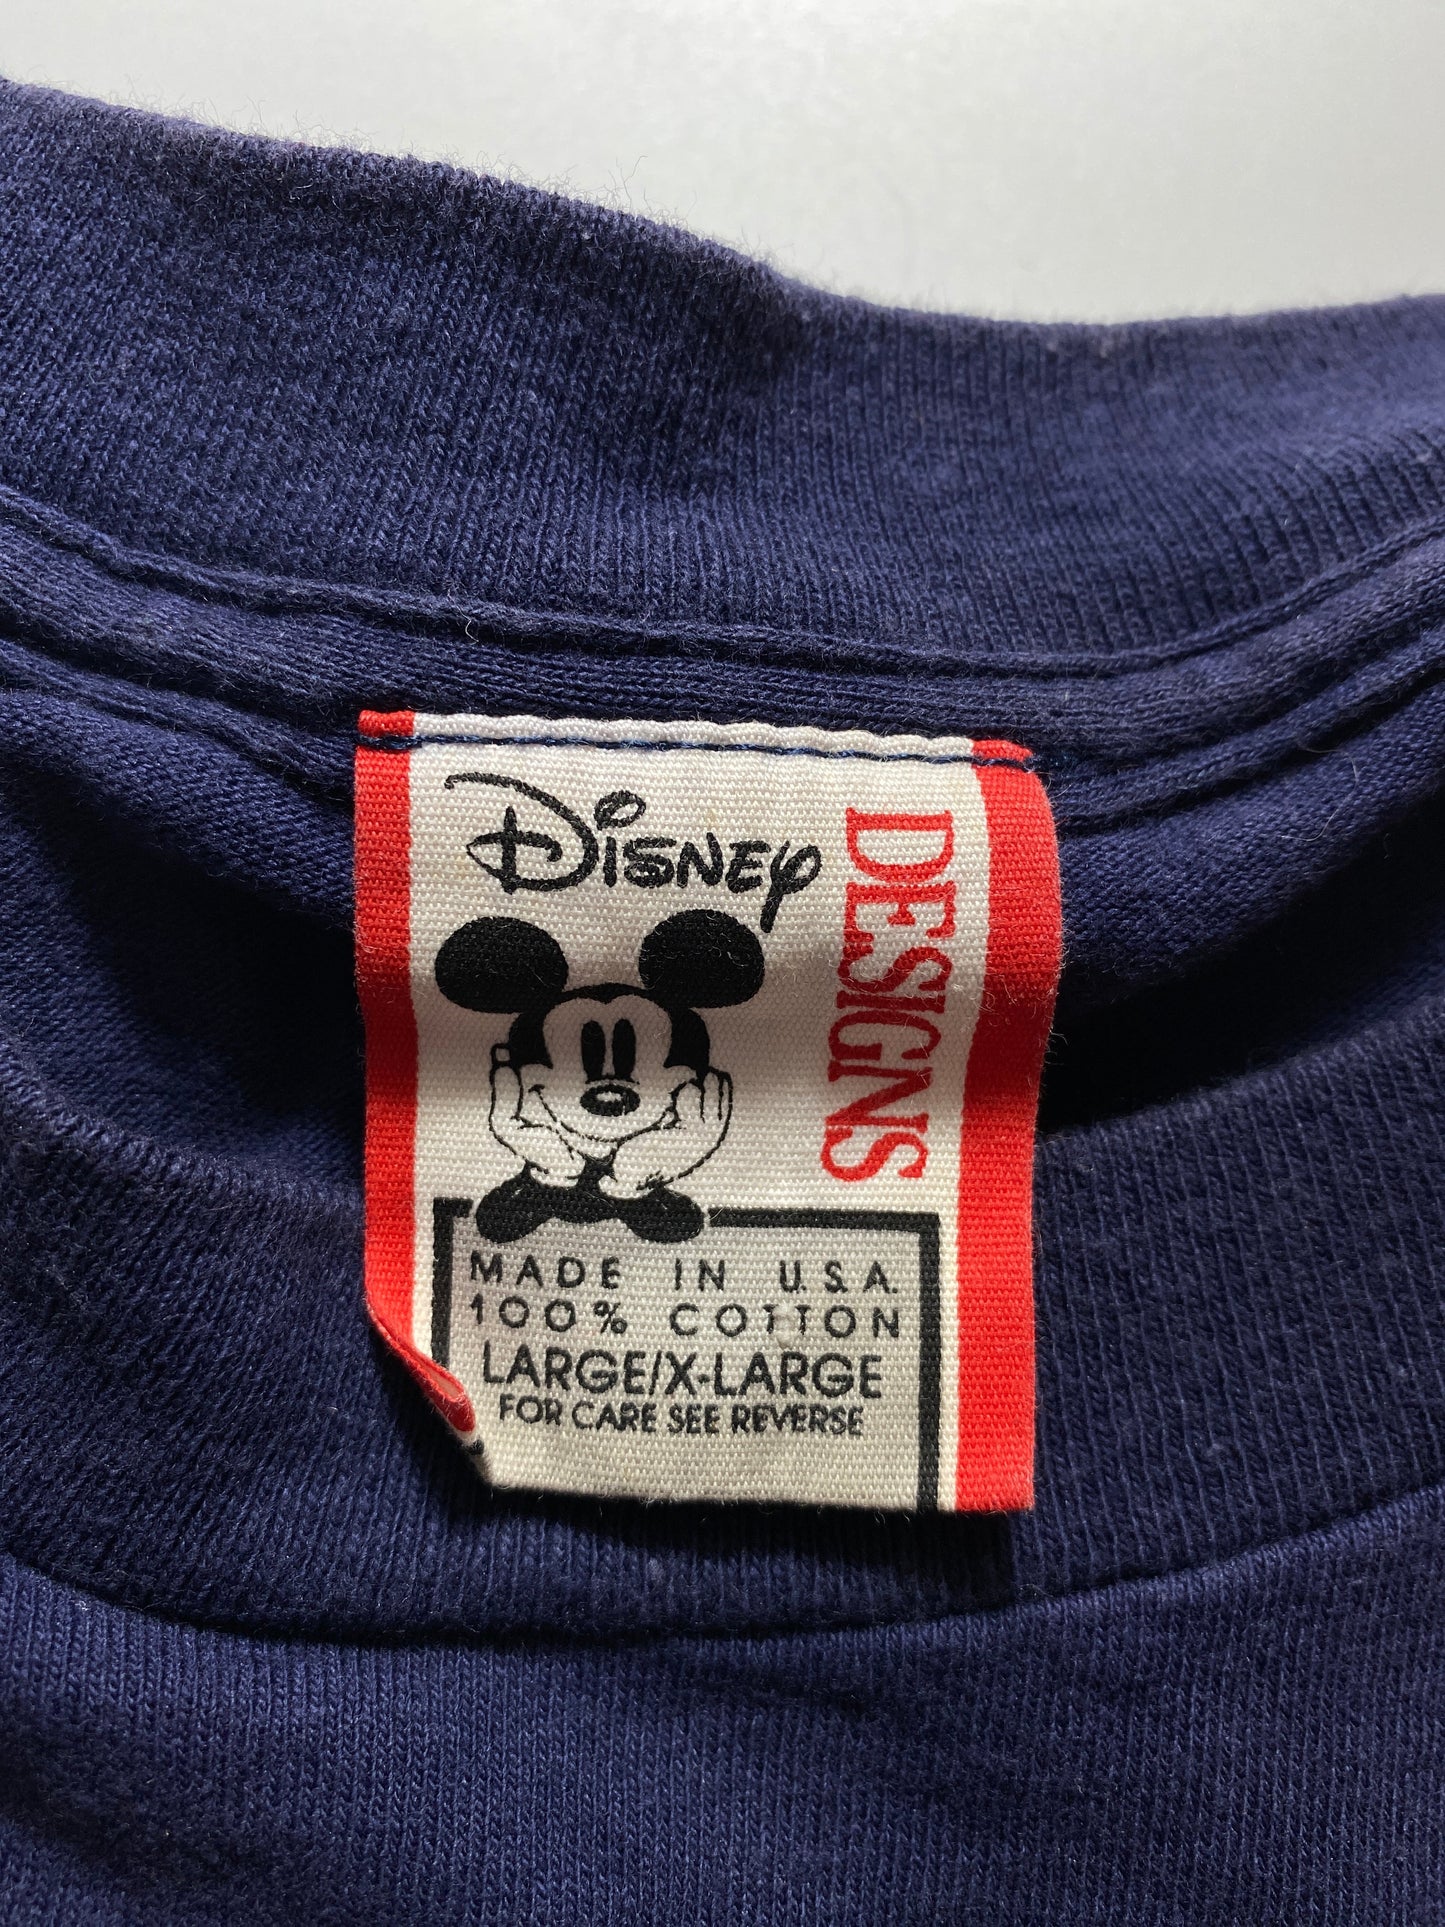 Disney
DESIGNS
MADE IN U.S.A.
100% COTTON
LARGE/X-LARGE
FOR CARE SEE REVERSE